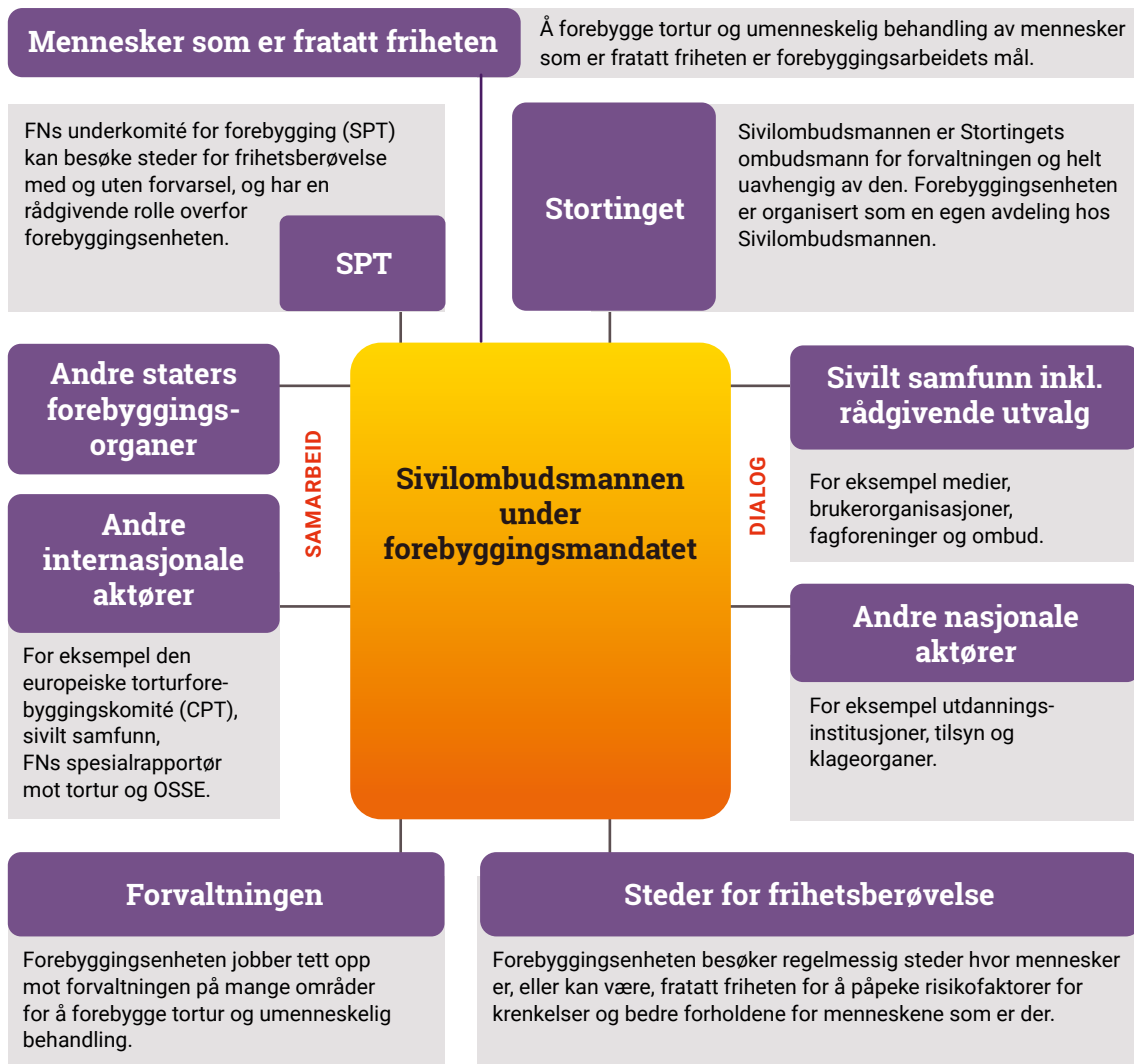 Mennesker som er fratatt friheten
Å forebygge tortur og umenneskelig behandling av mennesker
som er fratatt friheten er forebyggingsarbeidets mål.
FNs underkomité for forebygging (SPT)
kan besøke steder for frihetsberøvelse
med og uten forvarsel, og har en
rådgivende rolle overfor
forebyggingsenheten.
SPT
Stortinget
Sivilombudsmannen er Stortingets
ombudsmann for forvaltningen og helt
uavhengig av den. Forebyggingsenheten
er organisert som en egen avdeling hos
Sivilombudsmannen.
Andre staters
forebyggings-
organer
SAMARBEID
Andre
internasjonale
aktører
For eksempel den
europeiske torturfore-
byggingskomité (CPT),
sivilt samfunn,
FNs spesialrapportør
mot tortur og OSSE.
Sivilombudsmannen
under
forebyggingsmandatet
DIALOG
Sivilt samfunn inkl.
rådgivende utvalg
For eksempel medier,
brukerorganisasjoner,
fagforeninger og ombud.
Andre nasjonale
aktører
For eksempel utdannings-
institusjoner, tilsyn og
klageorganer.
Forvaltningen
Forebyggingsenheten jobber tett opp
mot forvaltningen på mange områder
for å forebygge tortur og umenneskelig
behandling.
Steder for frihetsberøvelse
Forebyggingsenheten besøker regelmessig steder hvor mennesker
er, eller kan være, fratatt friheten for å påpeke risikofaktorer for
krenkelser og bedre forholdene for menneskene som er der.